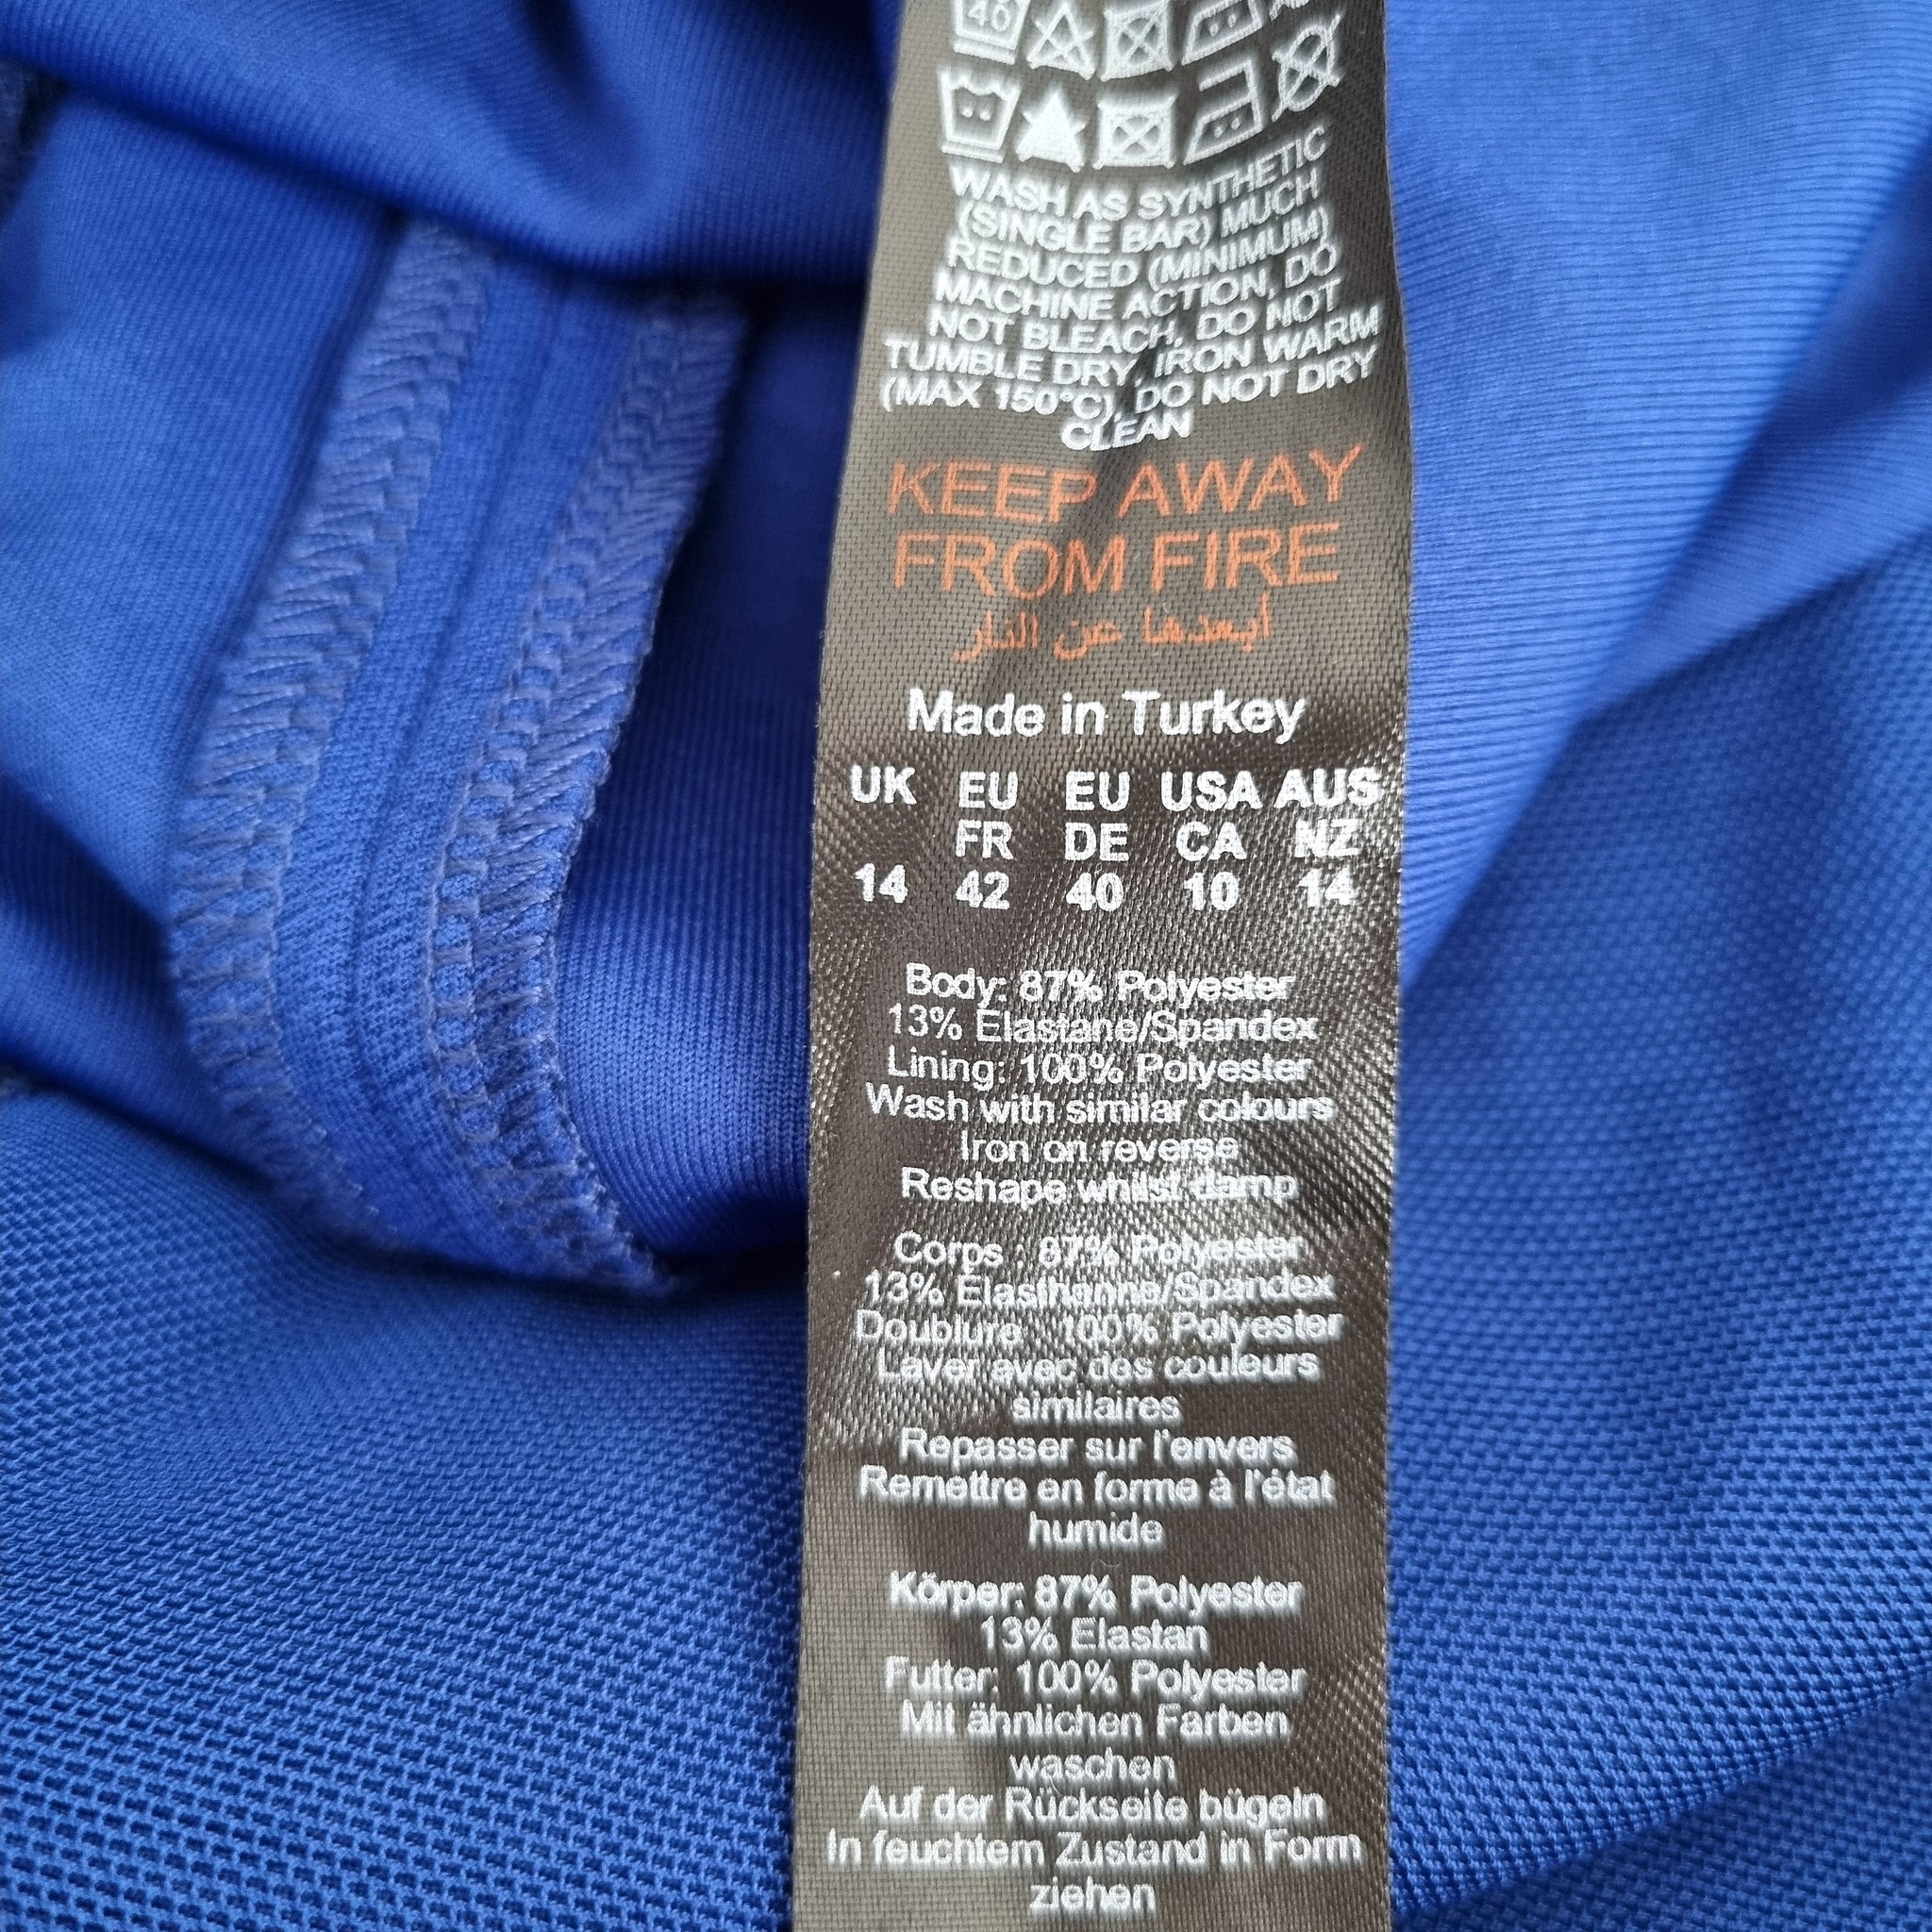 40
WASH AS SYNTHETIC
(SINGLE BAR) MUCH
REDUCED (MINIMUM)
MACHINE ACTION, DO
NOT BLEACH, DO NOT
TUMBLE DRY, IRON WARM
(MAX 150°C), DO NOT DRY
CLEAN
KEEP AWAY
FROM FIRE
أبعدها عن النار
Made in Turkey
UK EU EU USA AUS
FR DE CA NZ
14 42 40 10 14
Body: 87% Polyester
13% Elastane/Spandex
Lining: 100% Polyester
Wash with similar colours
Iron on reverse
Reshape whilst damp
Corps : 87% Polyester
13% Elasthanne/Spandex
Doublure : 100% Polyester
Laver avec des couleurs
similaires
Repasser sur l'envers
Remettre en forme à l'état
humide
Körper: 87% Polyester
13% Elastan
Futter: 100% Polyester
Mit ähnlichen Farben
waschen
Auf der Rückseite bügeln
In feuchtem Zustand in Form
ziehen